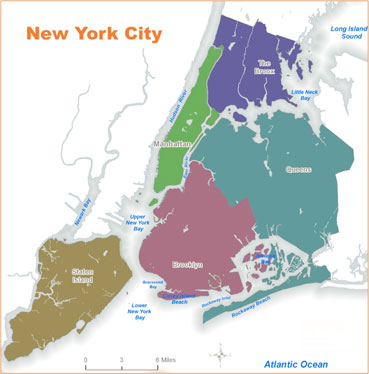 New York City
Long Island
Sound
The
Bronx
Hudson River
Little Neck
Bay
Manhattan
East River
Queens
Newark Bay
Upper
New York
Bay
Brooklyn
Staten
Island
Gravesend
Bay
Coney Island
Beach
Rockaway Inlet
Rockaway Beach
Lower
New York
Bay
0 3 6 Miles
Atlantic Ocean